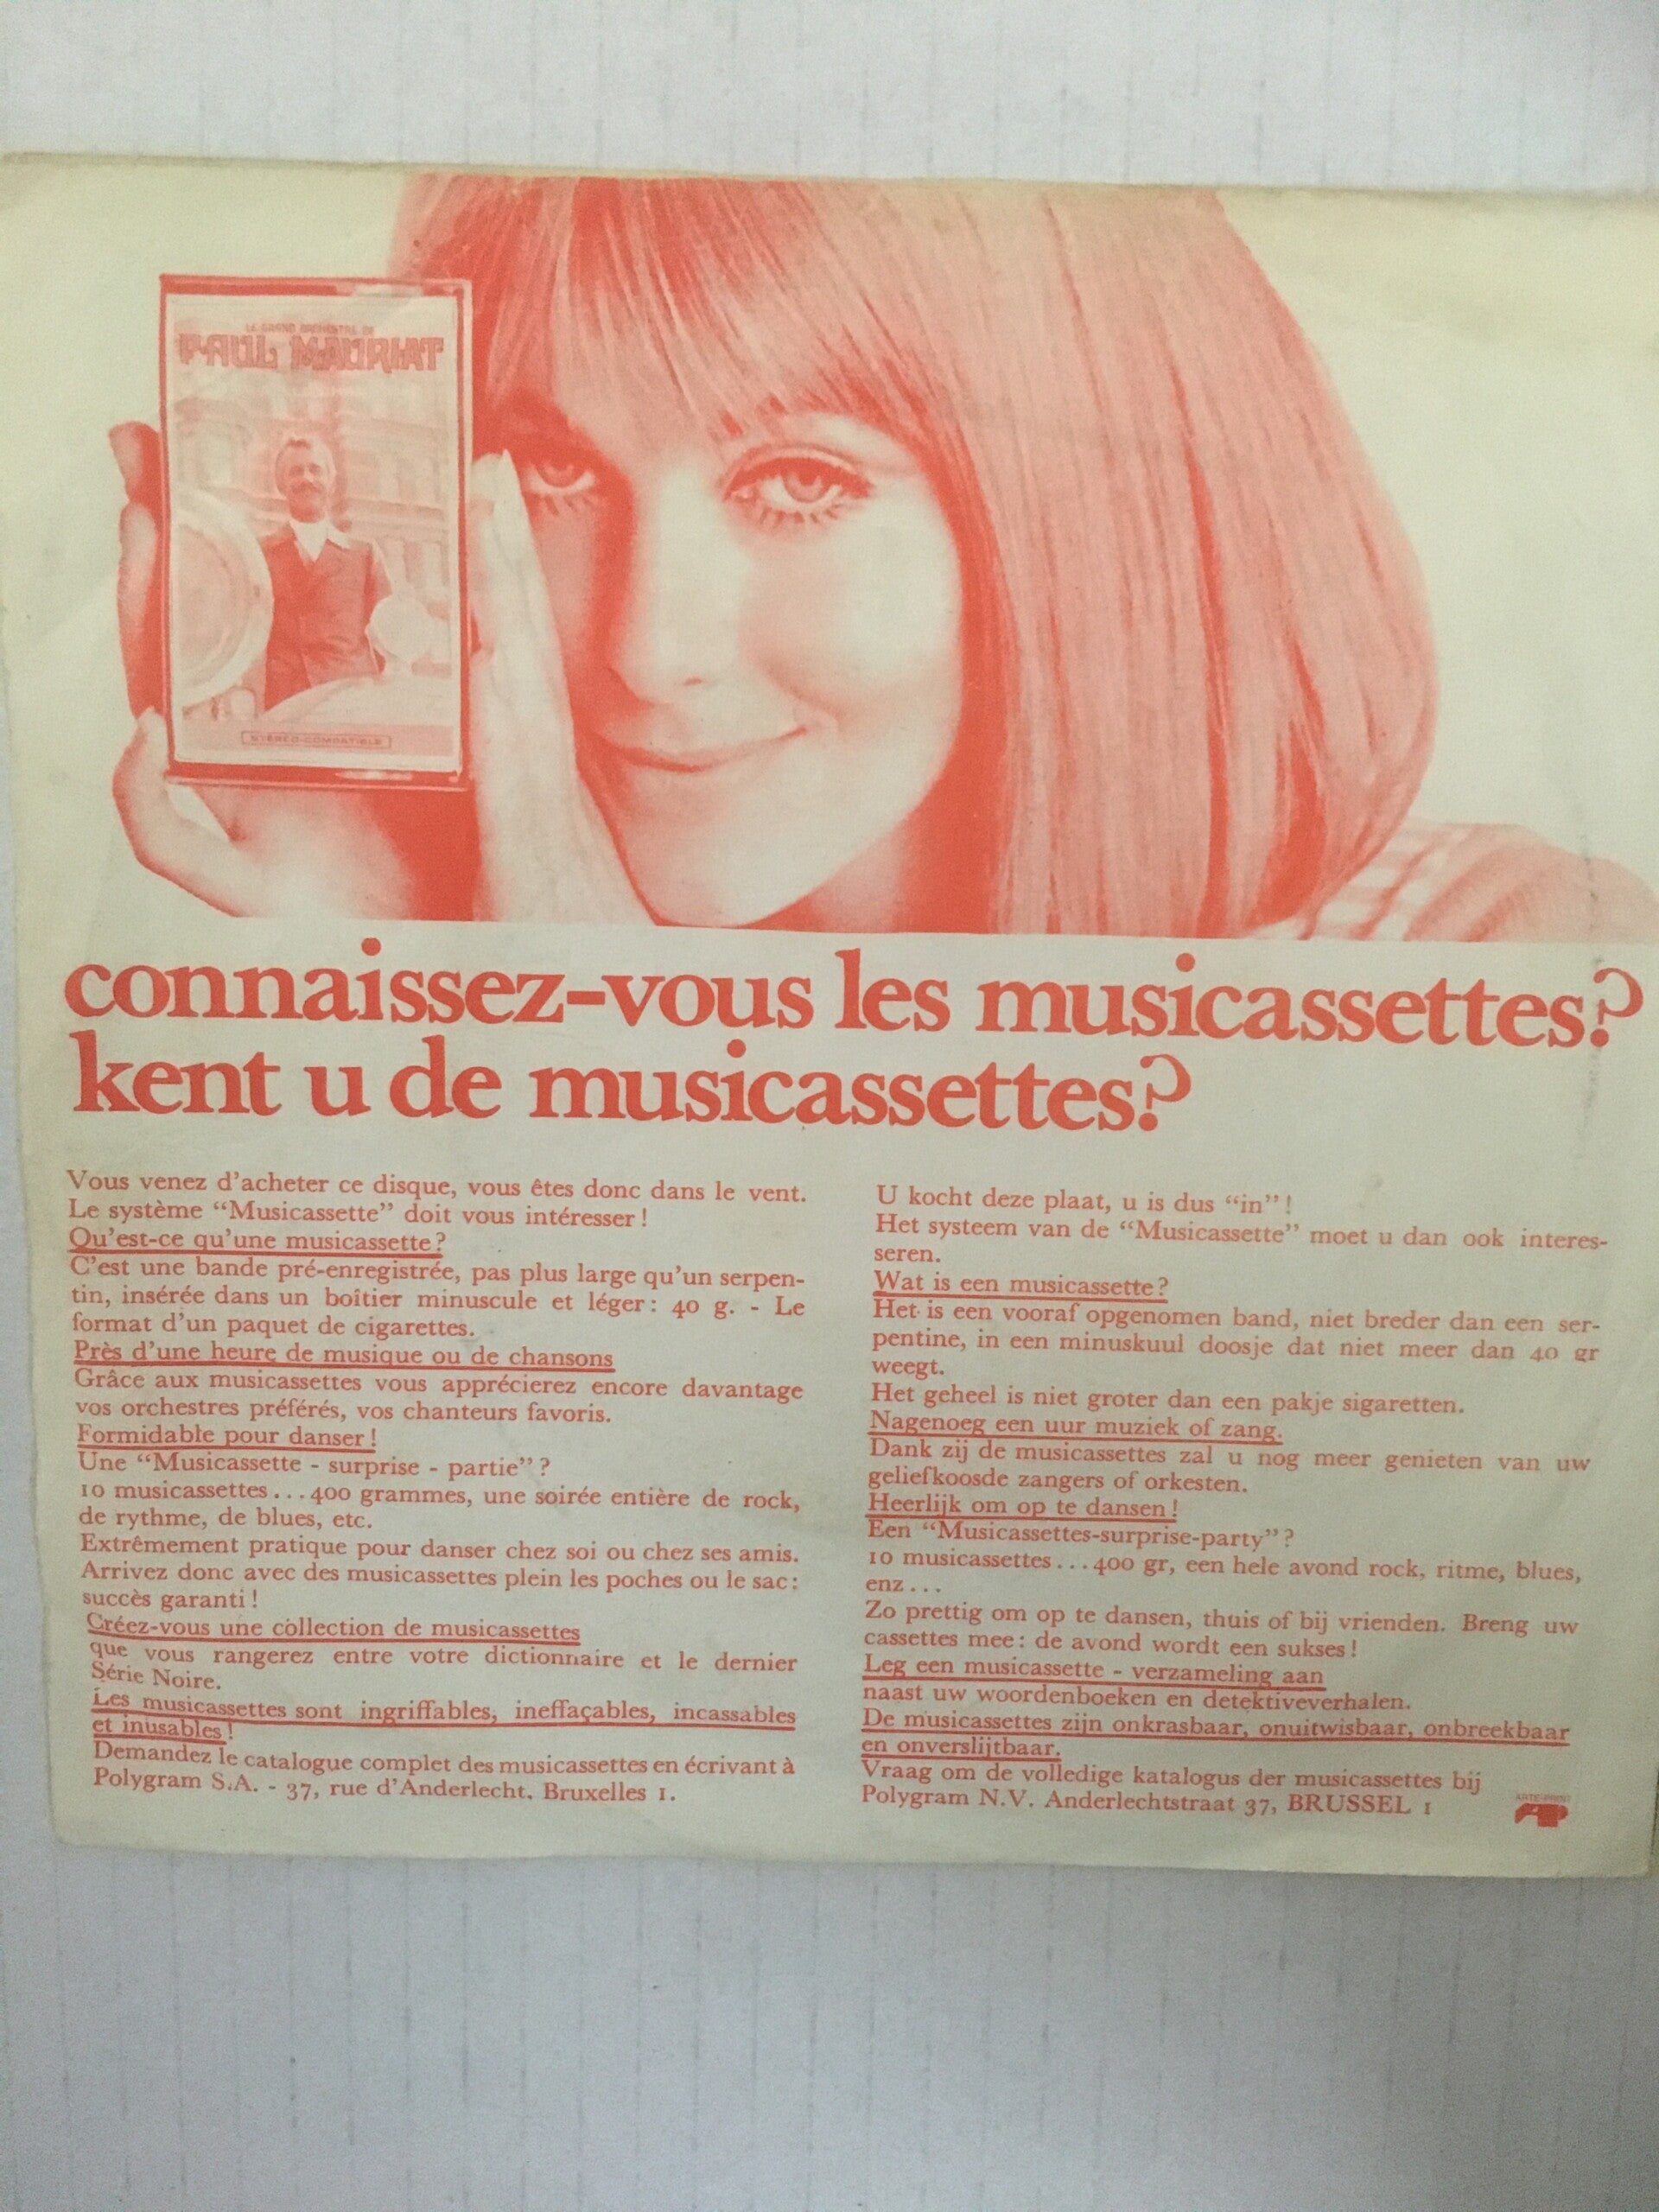 LE GRAND ORCHESTRE DE
PAUL MAURIAT
STÉRÉO-COMPATIBLE
connaissez-vous les musicassettes?
kent u de musicassettes?
Vous venez d'acheter ce disque, vous êtes donc dans le vent.
Le système "Musicassette" doit vous intéresser !
Qu'est-ce qu'une musicassette ?
C'est une bande pré-enregistrée, pas plus large qu'un serpen-
tin, insérée dans un boîtier minuscule et léger : 40 g. - Le
format d'un paquet de cigarettes.
Près d'une heure de musique ou de chansons
Grâce aux musicassettes vous apprécierez encore davantage
vos orchestres préférés, vos chanteurs favoris.
Formidable pour danser !
Une "Musicassette - surprise - partie" ?
10 musicassettes ... 400 grammes, une soirée entière de rock,
de rythme, de blues, etc.
Extrêmement pratique pour danser chez soi ou chez ses amis.
Arrivez donc avec des musicassettes plein les poches ou le sac :
succès garanti !
Créez-vous une collection de musicassettes
que vous rangerez entre votre dictionnaire et le dernier
Série Noire.
Les musicassettes sont ingriffables, ineffaçables, incassables
et inusables !
Demandez le catalogue complet des musicassettes en écrivant à
Polygram S.A. - 37, rue d'Anderlecht, Bruxelles 1.
U kocht deze plaat, u is dus "in" !
Het systeem van de "Musicassette" moet u dan ook interes-
seren.
Wat is een musicassette ?
Het is een vooraf opgenomen band, niet breder dan een ser-
pentine, in een minuskuul doosje dat niet meer dan 40 gr
weegt.
Het geheel is niet groter dan een pakje sigaretten.
Nagenoeg een uur muziek of zang.
Dank zij de musicassettes zal u nog meer genieten van uw
geliefkoosde zangers of orkesten.
Heerlijk om op te dansen !
Een "Musicassettes-surprise-party" ?
10 musicassettes ... 400 gr, een hele avond rock, ritme, blues,
enz ...
Zo prettig om op te dansen, thuis of bij vrienden. Breng uw
cassettes mee : de avond wordt een sukses !
Leg een musicassette - verzameling aan
naast uw woordenboeken en detektiveverhalen.
De musicassettes zijn onkrasbaar, onuitwisbaar, onbreekbaar
en onverslijtbaar.
Vraag om de volledige katalogus der musicassettes bij
Polygram N.V. Anderlechtstraat 37, BRUSSEL 1
ARTE-PRINT
AP